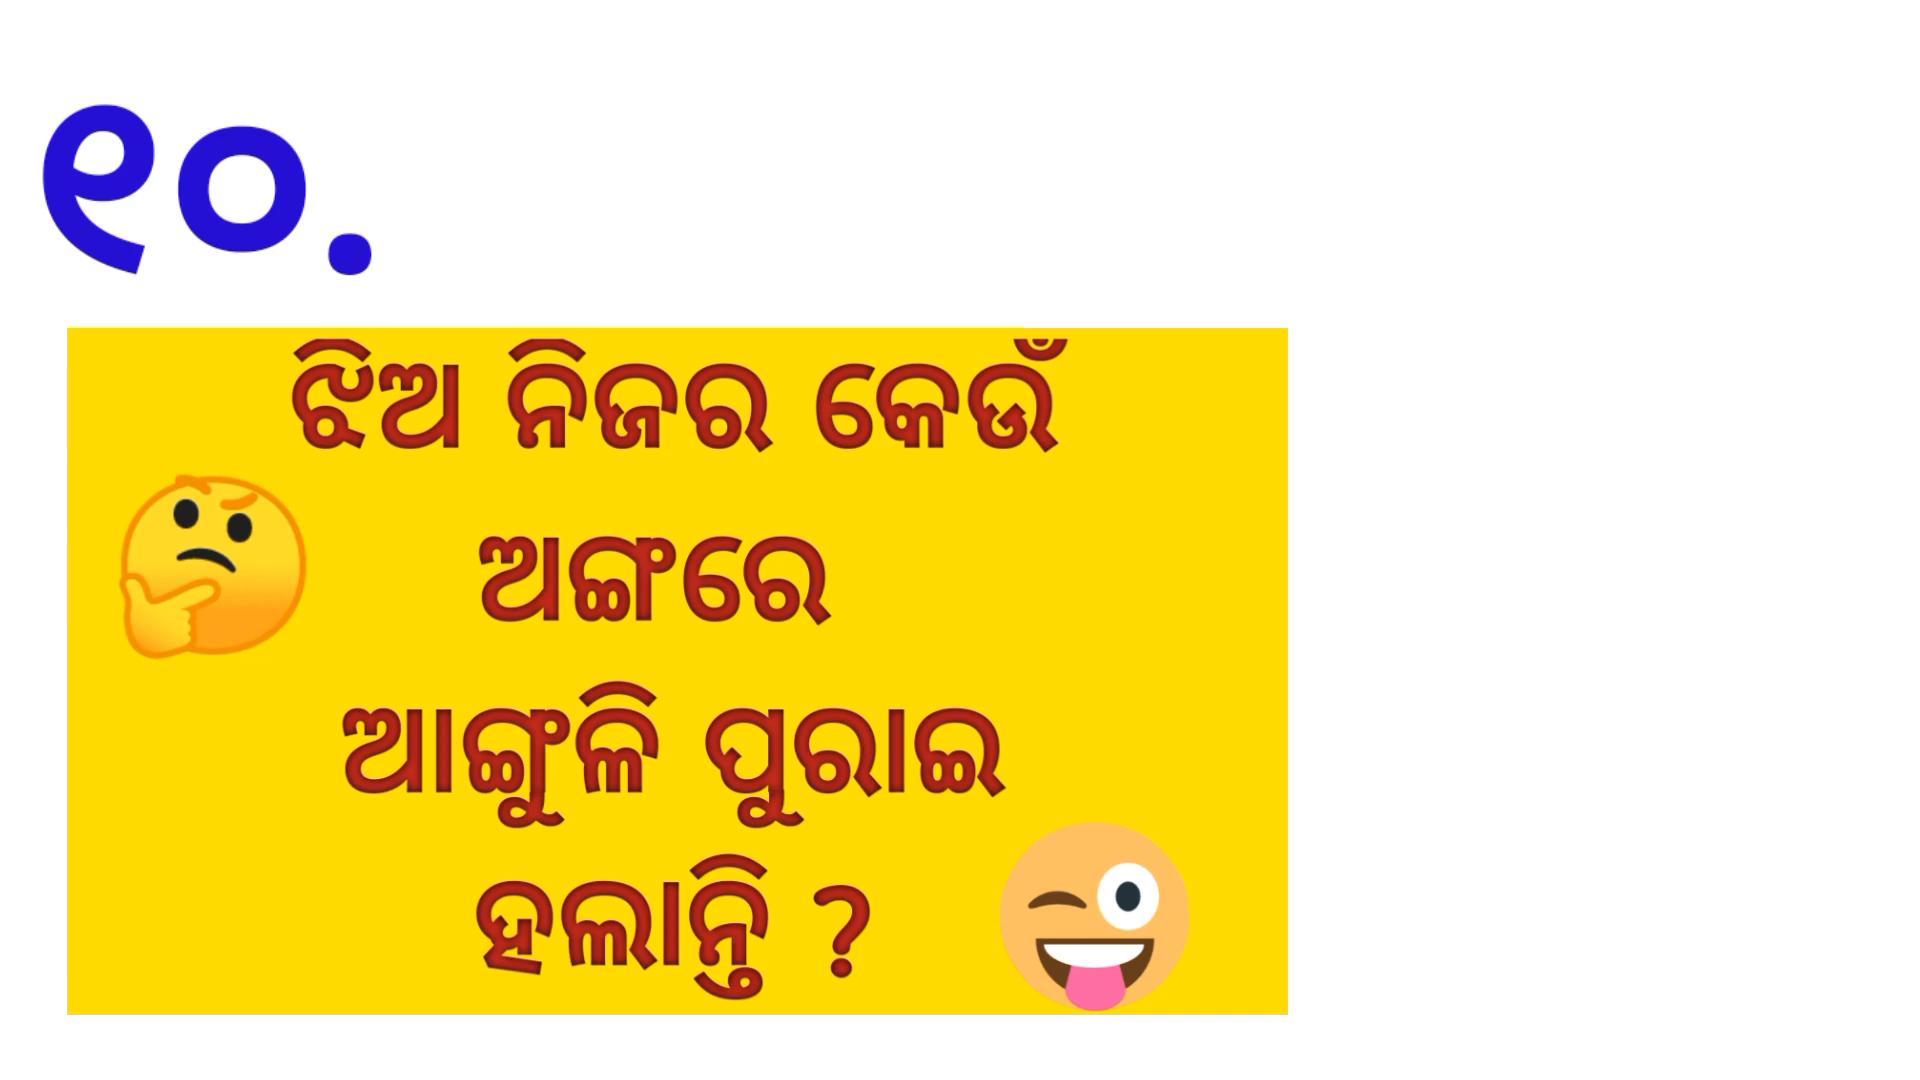 ୧୦.
ଝିଅ ନିଜର କେଉଁ
ଅଙ୍ଗରେ
ଆଙ୍ଗୁଳି ପୁରାଇ
ହଲାନ୍ତି ?